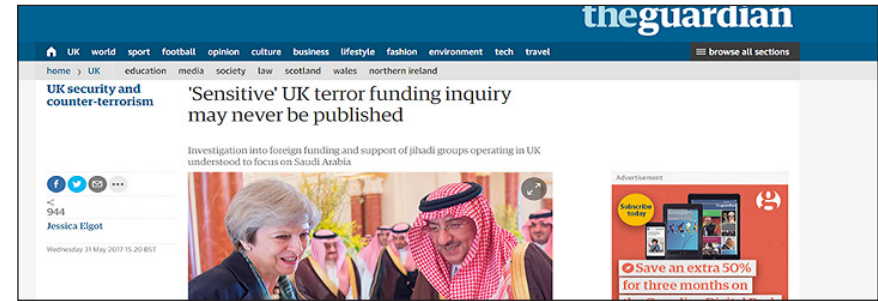 theguardian
UK world sport football opinion culture business lifestyle fashion environment tech travel ≡ browse all sections
home › UK education media society law scotland wales northern ireland
UK security and
counter-terrorism
'Sensitive' UK terror funding inquiry
may never be published
Investigation into foreign funding and support of jihadi groups operating in UK
understood to focus on Saudi Arabia
944
Jessica Elgot
Wednesday 31 May 2017 15.20 BST
Advertisement
Subscribe
today
theguardian
Save an extra 50%
for three months on